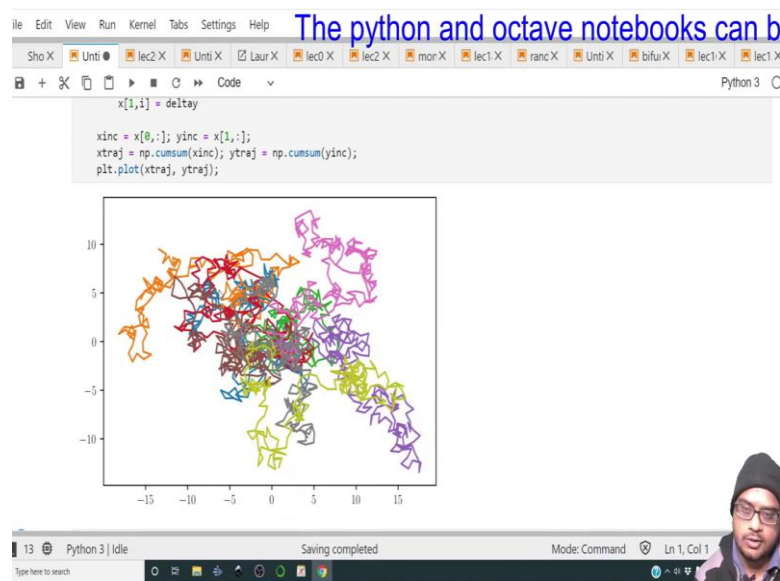 The python and octave notebooks can b
ile Edit View Run Kernel Tabs Settings Help
Sho X Unti lec2 X Unti X Laur X lec0 X lec2 X mor X lec1 X ranc X Unti X bifu X lec1 X lec1 X
Code Python 3
x[1,i] = deltay
xinc = x[0,:]; yinc = x[1,:];
xtraj = np.cumsum(xinc); ytraj = np.cumsum(yinc);
plt.plot(xtraj, ytraj);
10
5
0
−5
−10
−15 −10 −5 0 5 10 15
13 Python 3 | Idle Saving completed Mode: Command Ln 1, Col 1
Type here to search